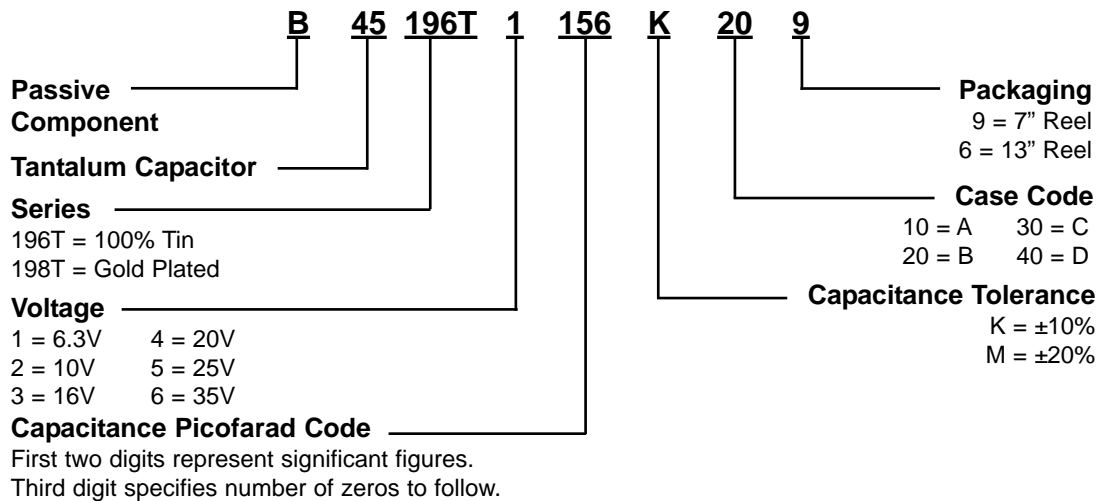 B 45 196T 1 156 K 20 9
Passive
Component
Tantalum Capacitor
Series
196T = 100% Tin
198T = Gold Plated
Voltage
1 = 6.3V 4 = 20V
2 = 10V 5 = 25V
3 = 16V 6 = 35V
Capacitance Picofarad Code
First two digits represent significant figures.
Third digit specifies number of zeros to follow.
Packaging
9 = 7” Reel
6 = 13” Reel
Case Code
10 = A 30 = C
20 = B 40 = D
Capacitance Tolerance
K = ±10%
M = ±20%